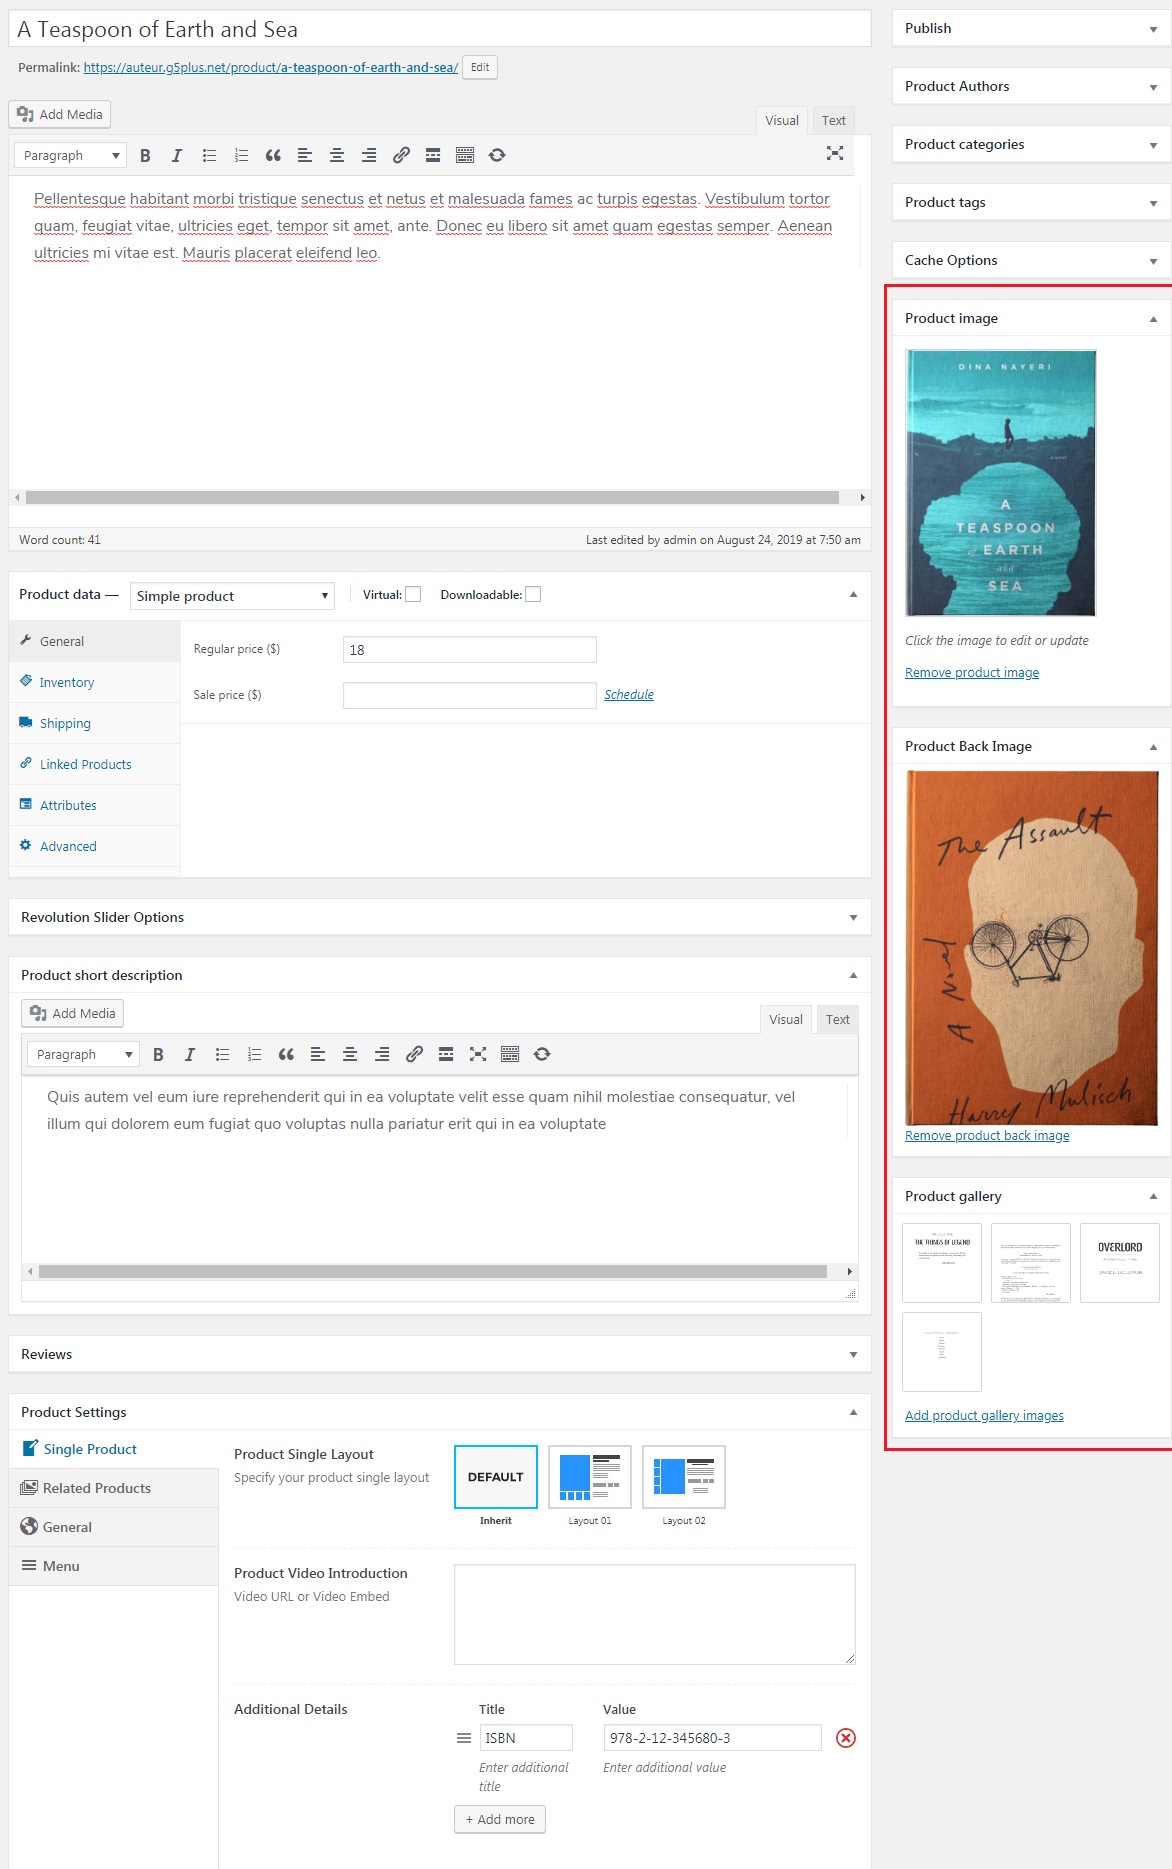 A Teaspoon of Earth and Sea
Permalink: https://auteur.g5plus.net/product/a-teaspoon-of-earth-and-sea/ Edit
Add Media
Visual Text
Paragraph
Pellentesque habitant morbi tristique senectus et netus et malesuada fames ac turpis egestas. Vestibulum tortor
quam, feugiat vitae, ultricies eget, tempor sit amet, ante. Donec eu libero sit amet quam egestas semper. Aenean
ultricies mi vitae est. Mauris placerat eleifend leo.
Word count: 41
Last edited by admin on August 24, 2019 at 7:50 am
Product data — Simple product Virtual: Downloadable:
General
Inventory
Shipping
Linked Products
Attributes
Advanced
Regular price ($) 18
Sale price ($) Schedule
Revolution Slider Options
Product short description
Add Media
Visual Text
Paragraph
Quis autem vel eum iure reprehenderit qui in ea voluptate velit esse quam nihil molestiae consequatur, vel
illum qui dolorem eum fugiat quo voluptas nulla pariatur erit qui in ea voluptate
Reviews
Product Settings
Single Product
Related Products
General
Menu
Product Single Layout
Specify your product single layout
DEFAULT
Inherit Layout 01 Layout 02
Product Video Introduction
Video URL or Video Embed
Additional Details
Title Value
ISBN 978-2-12-345680-3
Enter additional
title
Enter additional value
+ Add more
Publish
Product Authors
Product categories
Product tags
Cache Options
Product image
DINA NAYERI
A NOVEL
A
TEASPOON
of EARTH
and
SEA
Click the image to edit or update
Remove product image
Product Back Image
The Assault
A Novel
Harry Mulisch
Remove product back image
Product gallery
THE THINGS OF LEGEND
OVERLORD
Add product gallery images